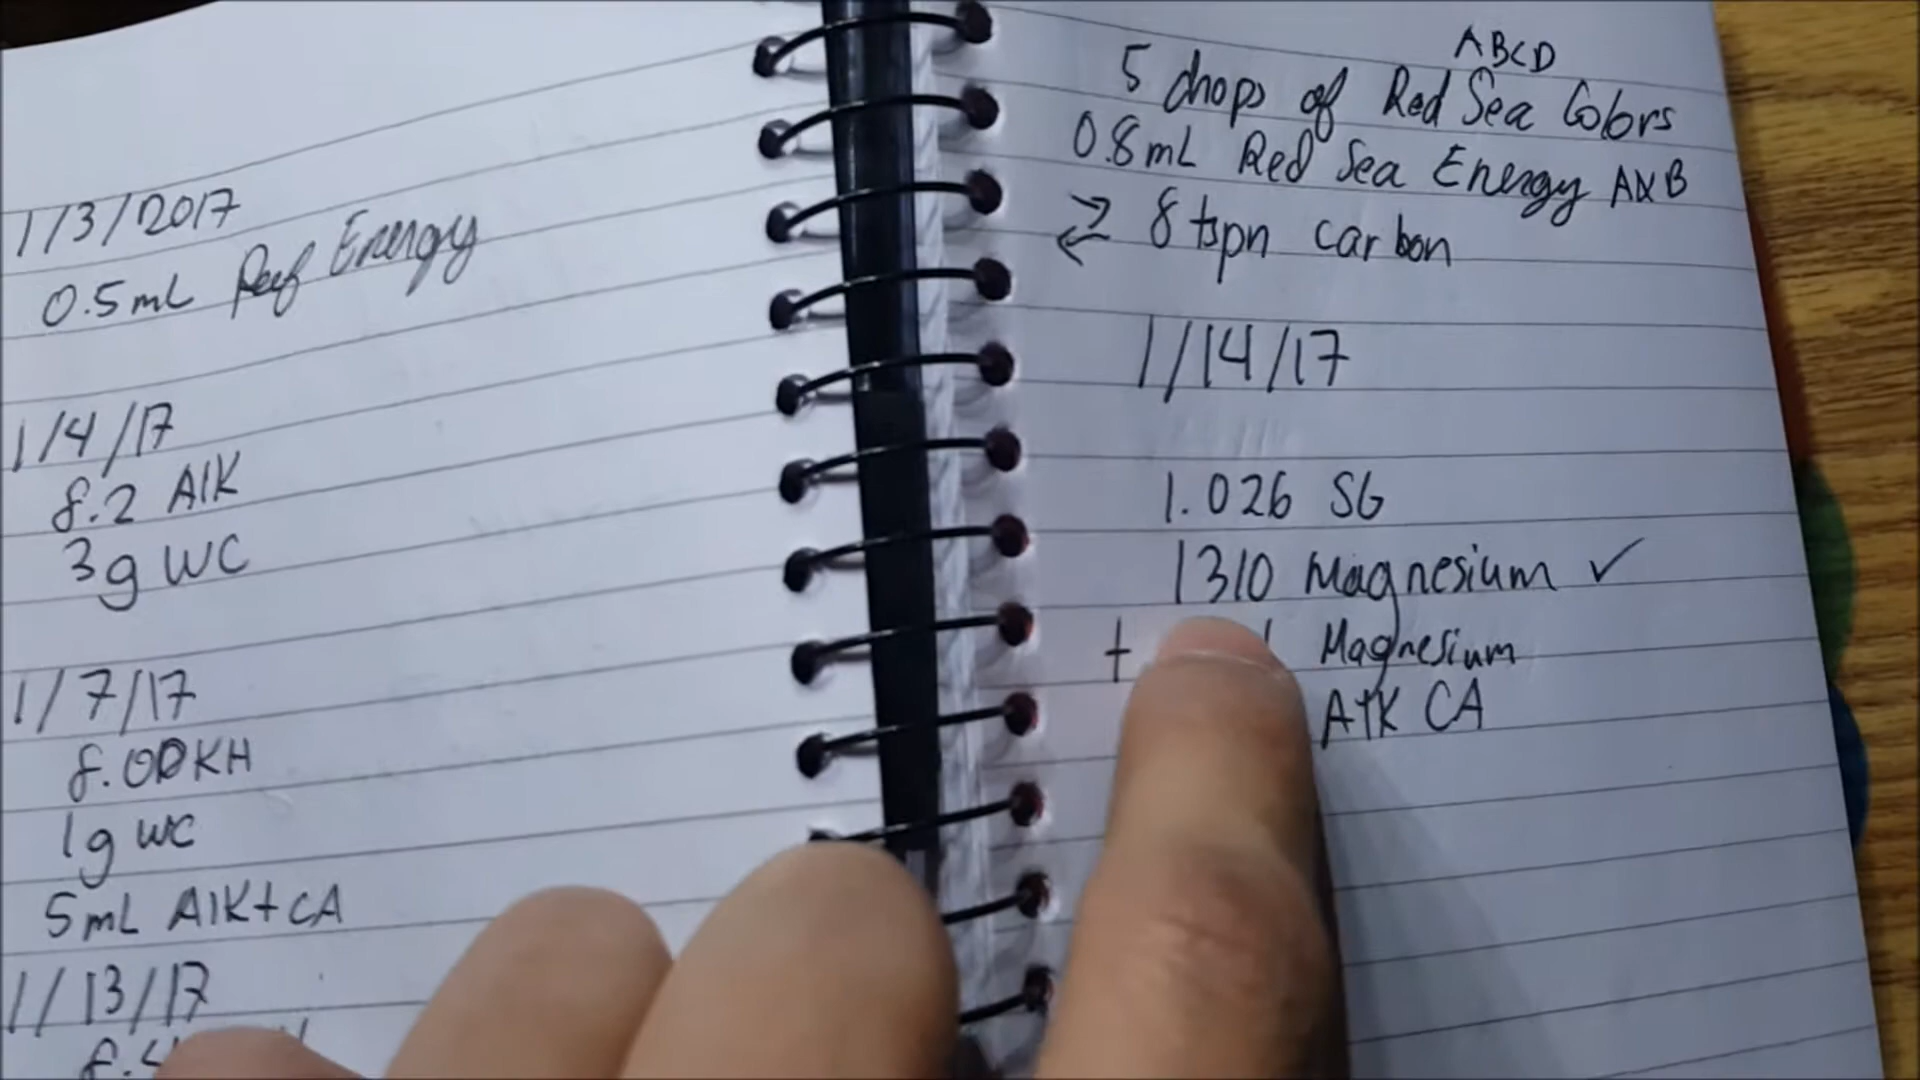 1/3/2017
0.5mL Reef Energy
1/4/17
8.2 AlK
3g WC
1/7/17
8.0DKH
1g WC
5mL AlK+CA
1/13/17
ABCD
5 drops of Red Sea Colors
0.8mL Red Sea Energy A&B
8 tspn carbon
1/14/17
1.026 SG
1310 Magnesium ✓
+ Magnesium
AlK CA